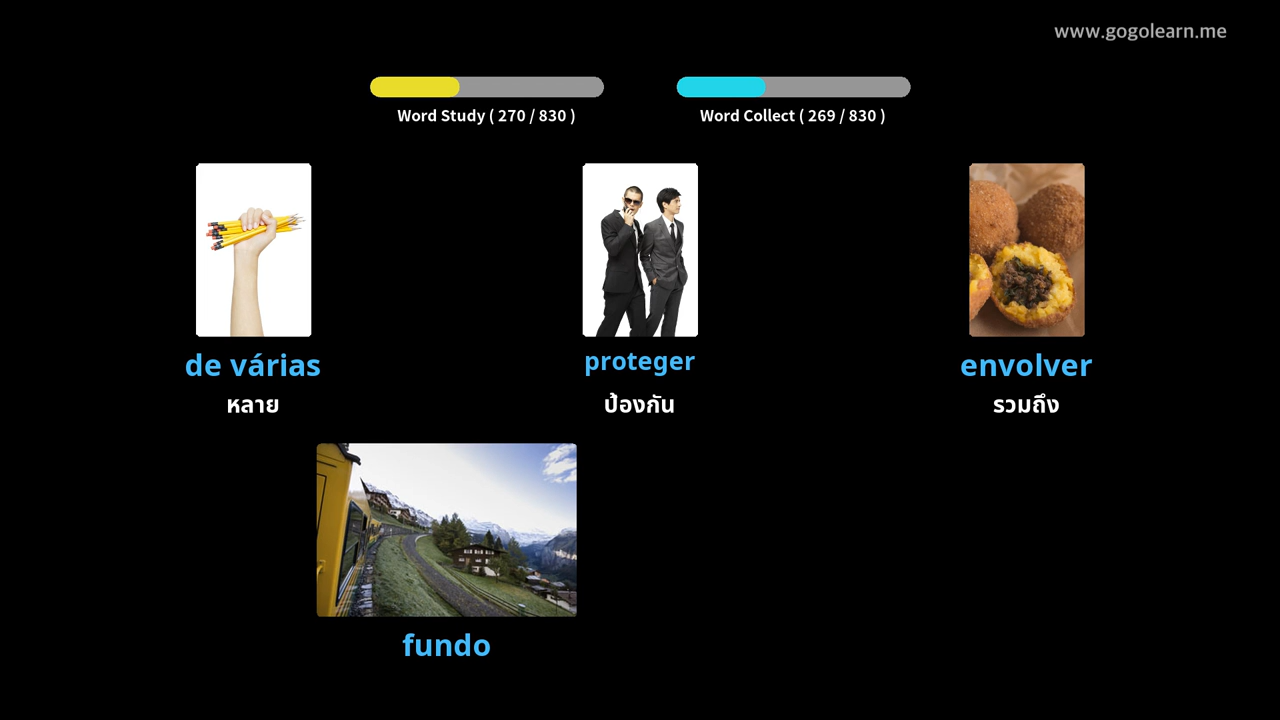 www.gogolearn.me
Word Study ( 270 / 830 )
Word Collect ( 269 / 830 )
de várias
proteger
envolver
หลาย
ป้องกัน
รวมถึง
fundo